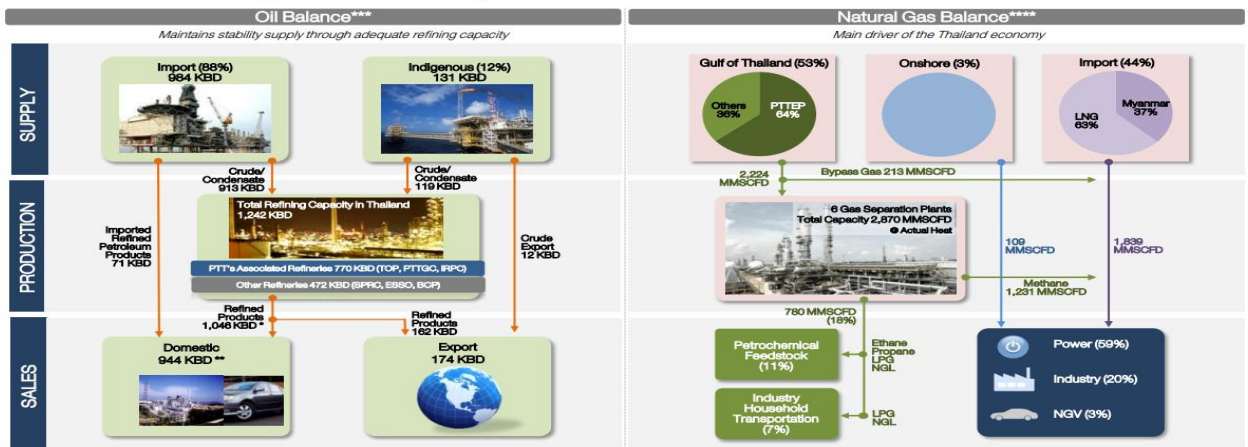 Oil Balance***
Maintains stability supply through adequate refining capacity
SUPPLY
Import (88%)
984 KBD
Indigenous (12%)
131 KBD
Crude/
Condensate
913 KBD
Crude/
Condensate
119 KBD
PRODUCTION
Imported
Refined
Petroleum
Products
71 KBD
Total Refining Capacity in Thailand
1,242 KBD
PTT's Associated Refineries 770 KBD (TOP, PTTGC, IRPC)
Other Refineries 472 KBD (SPRC, ESSO, BCP)
Crude
Export
12 KBD
Refined
Products
1,046 KBD *
Refined
Products
162 KBD
SALES
Domestic
944 KBD **
Export
174 KBD
Natural Gas Balance****
Main driver of the Thailand economy
Gulf of Thailand (53%)
Others
36%
PTTEP
64%
Onshore (3%)
Import (44%)
LNG
63%
Myanmar
37%
2,224
MMSCFD
Bypass Gas 213 MMSCFD
6 Gas Separation Plants
Total Capacity 2,870 MMSCFD
@ Actual Heat
109
MMSCFD
1,839
MMSCFD
Methane
1,231 MMSCFD
780 MMSCFD
(18%)
Petrochemical
Feedstock
(11%)
Ethane
Propane
LPG
NGL
Industry
Household
Transportation
(7%)
LPG
NGL
Power (59%)
Industry (20%)
NGV (3%)